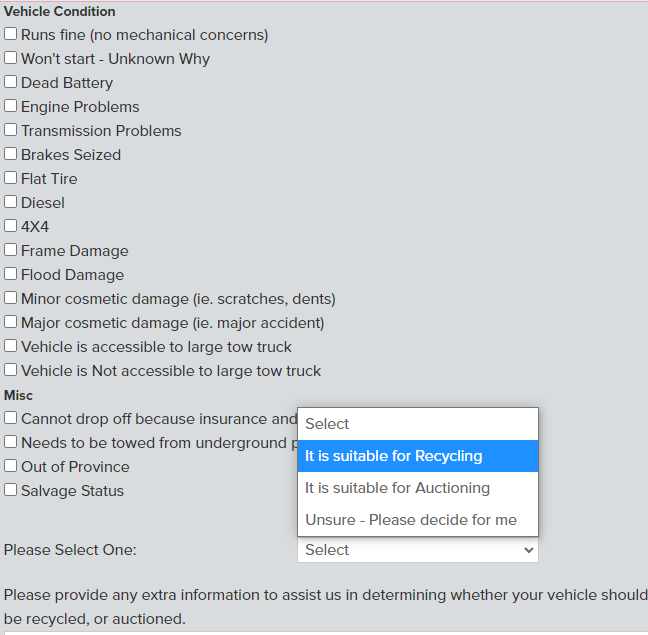 Vehicle Condition
Runs fine (no mechanical concerns)
Won't start - Unknown Why
Dead Battery
Engine Problems
Transmission Problems
Brakes Seized
Flat Tire
Diesel
4X4
Frame Damage
Flood Damage
Minor cosmetic damage (ie. scratches, dents)
Major cosmetic damage (ie. major accident)
Vehicle is accessible to large tow truck
Vehicle is Not accessible to large tow truck
Misc
Cannot drop off because insurance and
Needs to be towed from underground
Out of Province
Salvage Status
Select
It is suitable for Recycling
It is suitable for Auctioning
Unsure - Please decide for me
Please Select One: Select
Please provide any extra information to assist us in determining whether your vehicle should
be recycled, or auctioned.